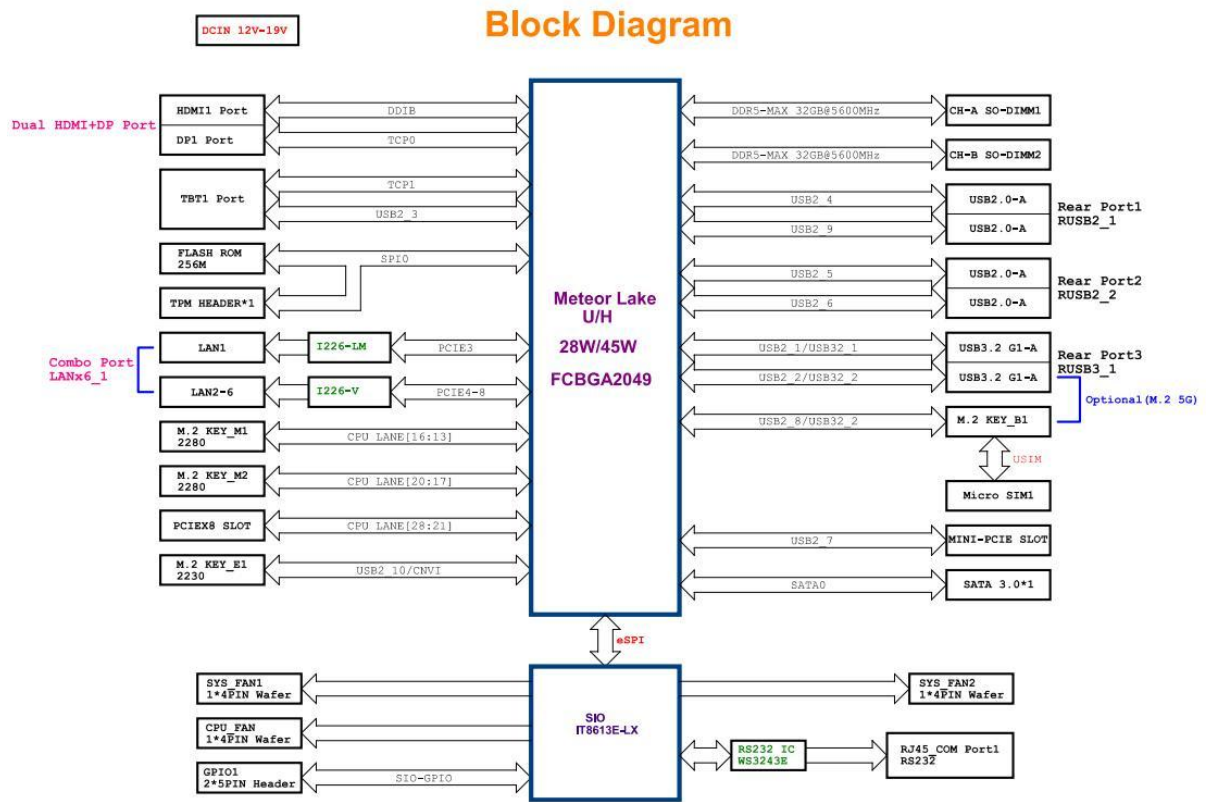 Block Diagram
DCIN 12V-19V
Dual HDMI+DP Port
HDMI1 Port
DP1 Port
DDIB
TCP0
TBT1 Port
TCP1
USB2_3
FLASH ROM
256M
SPI0
TPM HEADER*1
Combo Port
LANx6_1
LAN1
I226-LM
PCIE3
LAN2-6
I226-V
PCIE4-8
M.2 KEY_M1
2280
CPU LANE[16:13]
M.2 KEY_M2
2280
CPU LANE[20:17]
PCIEX8 SLOT
CPU LANE[28:21]
M.2 KEY_E1
2230
USB2_10/CNVI
Meteor Lake
U/H
28W/45W
FCBGA2049
DDR5-MAX 32GB@5600MHz
CH-A SO-DIMM1
DDR5-MAX 32GB@5600MHz
CH-B SO-DIMM2
USB2_4
USB2.0-A
USB2_9
USB2.0-A
Rear Port1
RUSB2_1
USB2_5
USB2.0-A
USB2_6
USB2.0-A
Rear Port2
RUSB2_2
USB2_1/USB32_1
USB3.2 G1-A
USB2_2/USB32_2
USB3.2 G1-A
Rear Port3
RUSB3_1
Optional(M.2 5G)
USB2_8/USB32_2
M.2 KEY_B1
USIM
Micro SIM1
USB2_7
MINI-PCIE SLOT
SATA0
SATA 3.0*1
eSPI
SYS_FAN1
1*4PIN Wafer
CPU_FAN
1*4PIN Wafer
GPIO1
2*5PIN Header
SIO-GPIO
SIO
IT8613E-LX
SYS_FAN2
1*4PIN Wafer
RS232 IC
WS3243E
RJ45_COM Port1
RS232